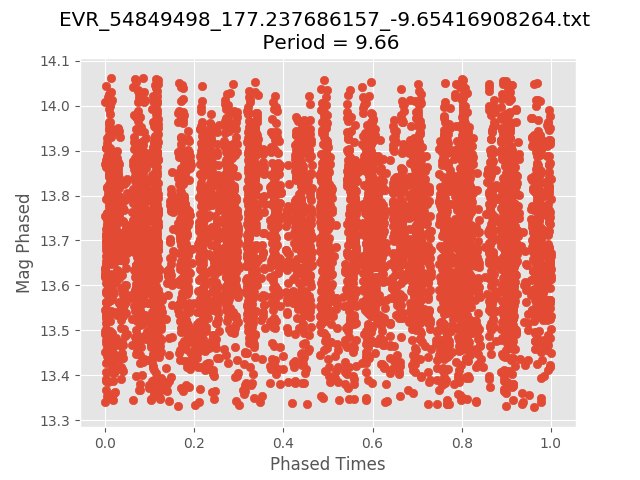 EVR_54849498_177.237686157_-9.65416908264.txt
Period = 9.66
14.1
14.0
13.9
13.8
13.7
13.6
13.5
13.4
13.3
Mag Phased
0.0 0.2 0.4 0.6 0.8 1.0
Phased Times